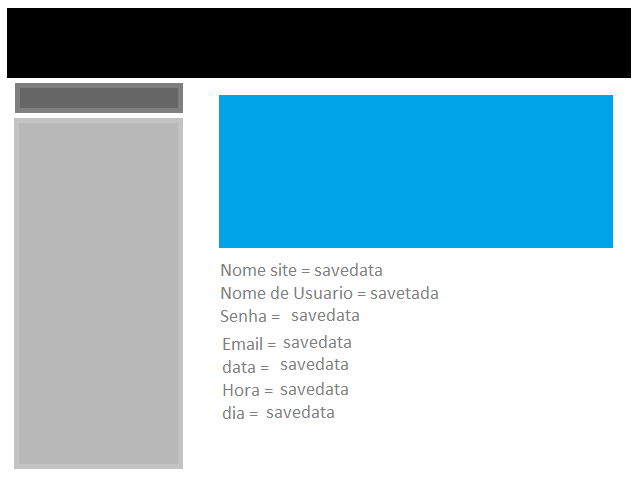 Nome site = savedata
Nome de Usuario = savetada
Senha = savedata
Email = savedata
data = savedata
Hora = savedata
dia = savedata